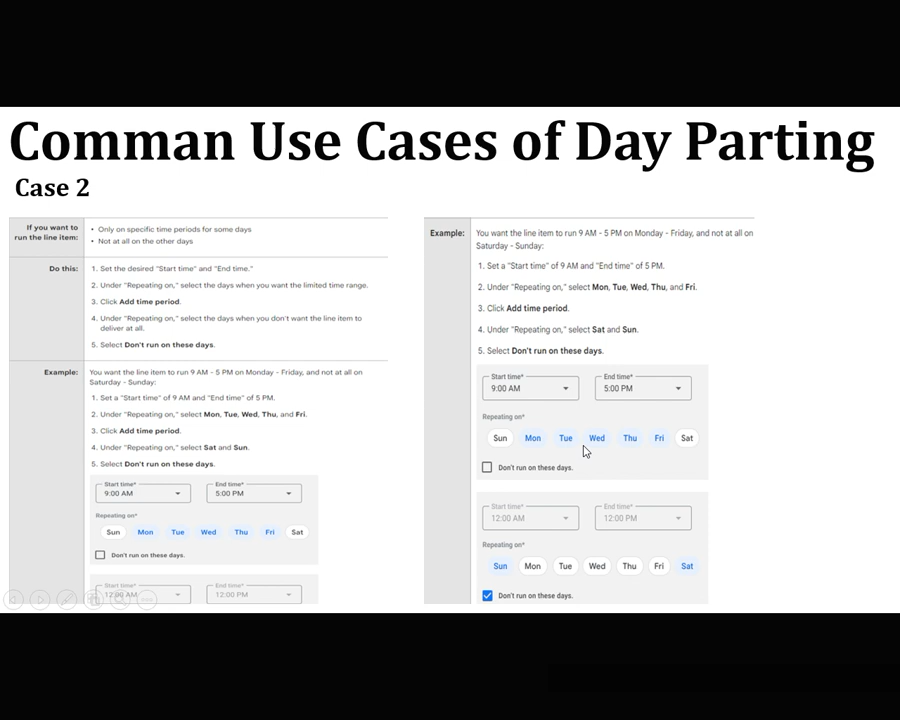 Comman Use Cases of Day Parting
Case 2
If you want to
run the line item:
• Only on specific time periods for some days
• Not at all on the other days
Do this:
1. Set the desired "Start time" and "End time."
2. Under "Repeating on," select the days when you want the limited time range.
3. Click Add time period.
4. Under "Repeating on," select the days when you don't want the line item to
deliver at all.
5. Select Don't run on these days.
Example:
You want the line item to run 9 AM - 5 PM on Monday - Friday, and not at all on
Saturday - Sunday:
1. Set a "Start time" of 9 AM and "End time" of 5 PM.
2. Under "Repeating on," select Mon, Tue, Wed, Thu, and Fri.
3. Click Add time period.
4. Under "Repeating on," select Sat and Sun.
5. Select Don't run on these days.
Start time* End time*
9:00 AM 5:00 PM
Repeating on*
Sun Mon Tue Wed Thu Fri Sat
Don't run on these days.
Start time* End time*
12:00 AM 12:00 PM
Example:
You want the line item to run 9 AM - 5 PM on Monday - Friday, and not at all on
Saturday - Sunday:
1. Set a "Start time" of 9 AM and "End time" of 5 PM.
2. Under "Repeating on," select Mon, Tue, Wed, Thu, and Fri.
3. Click Add time period.
4. Under "Repeating on," select Sat and Sun.
5. Select Don't run on these days.
Start time* End time*
9:00 AM 5:00 PM
Repeating on*
Sun Mon Tue Wed Thu Fri Sat
Don't run on these days.
Start time* End time*
12:00 AM 12:00 PM
Repeating on*
Sun Mon Tue Wed Thu Fri Sat
Don't run on these days.